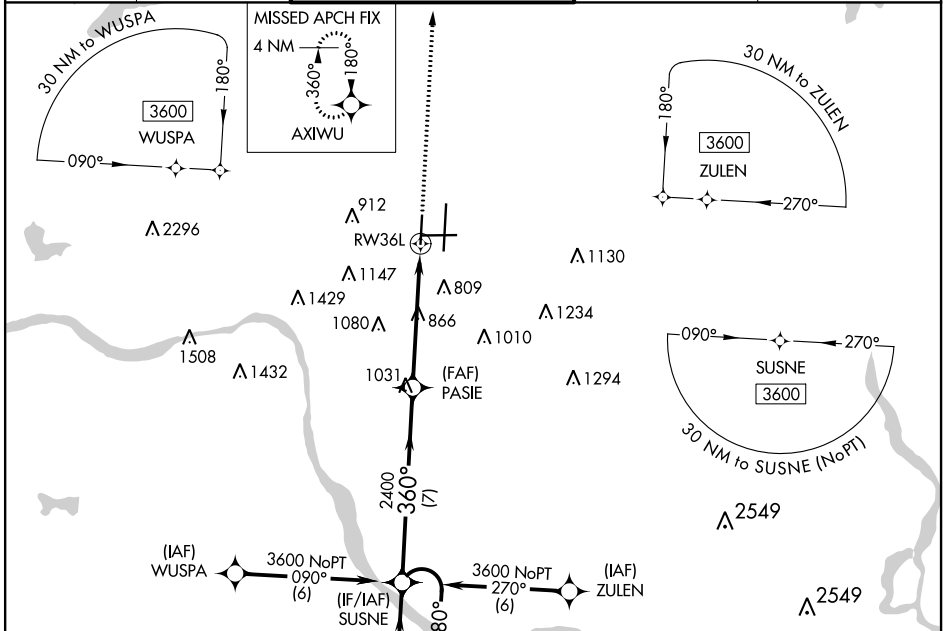 30 NM to WUSPA
3600
WUSPA
180°
090°
MISSED APCH FIX
4 NM
360°
180°
AXIWU
30 NM to ZULEN
180°
3600
ZULEN
270°
2296
912
RW36L
1130
1147
809
1429
1234
1080
866
1010
1508
1432
1031
(FAF)
PASIE
1294
090°
270°
SUSNE
3600
30 NM to SUSNE (NoPT)
2400
360°
(7)
2549
(IAF)
WUSPA
3600 NoPT
090°
(6)
(IF/IAF)
SUSNE
3600 NoPT
270°
(6)
(IAF)
ZULEN
80°
2549